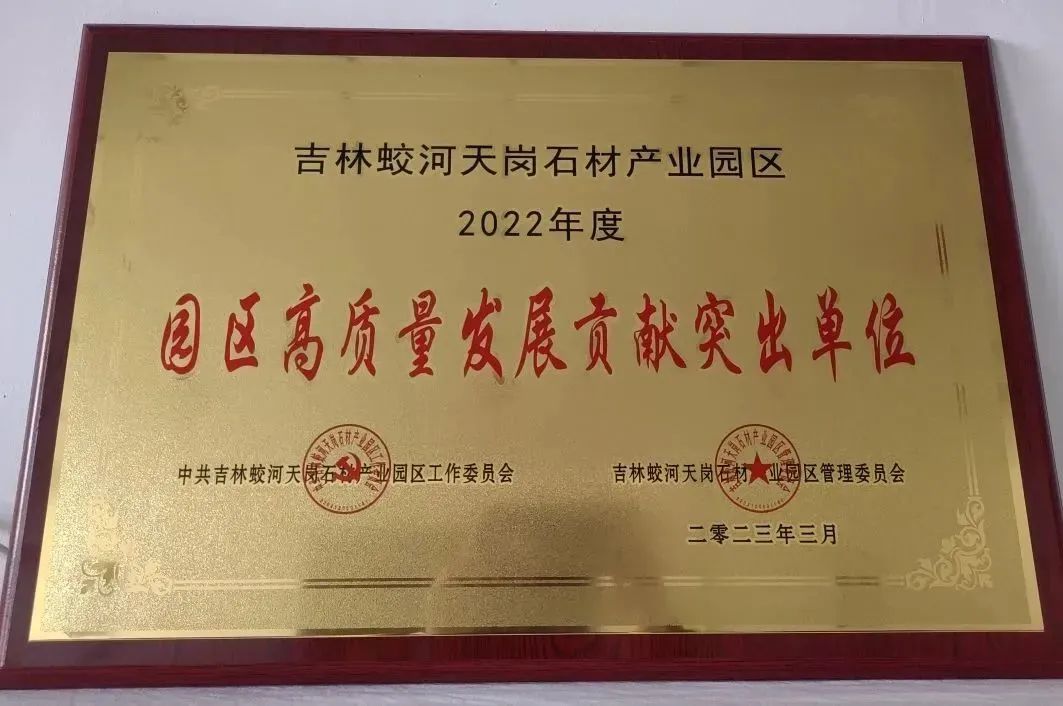 吉林蛟河天岗石材产业园区
2022年度
园区高质量发展贡献突出单位
中共吉林蛟河天岗石材产业园区工作委员会
吉林蛟河天岗石材产业园区管理委员会
二零二三年三月